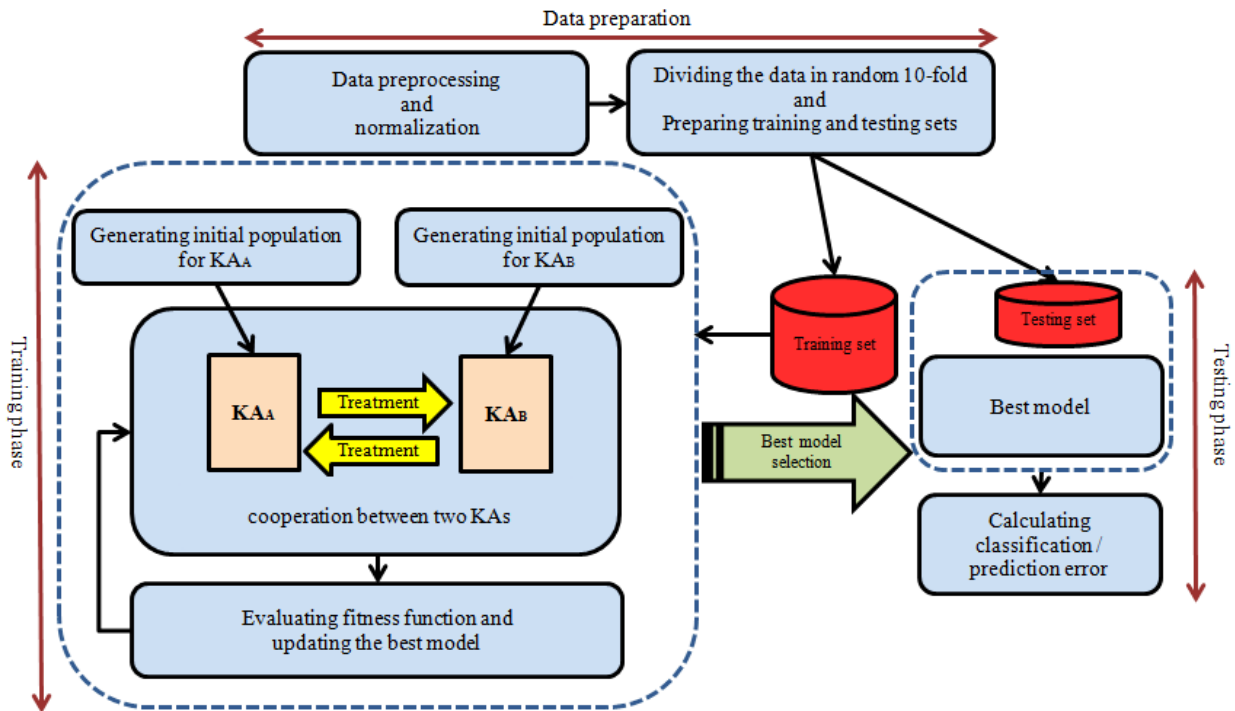 Data preparation
Data preprocessing
and
normalization
Dividing the data in random 10-fold
and
Preparing training and testing sets
Training phase
Generating initial population
for KAA
Generating initial population
for KAB
KAA
Treatment
Treatment
KAB
cooperation between two KAs
Evaluating fitness function and
updating the best model
Training set
Best model
selection
Testing set
Best model
Calculating
classification /
prediction error
Testing phase